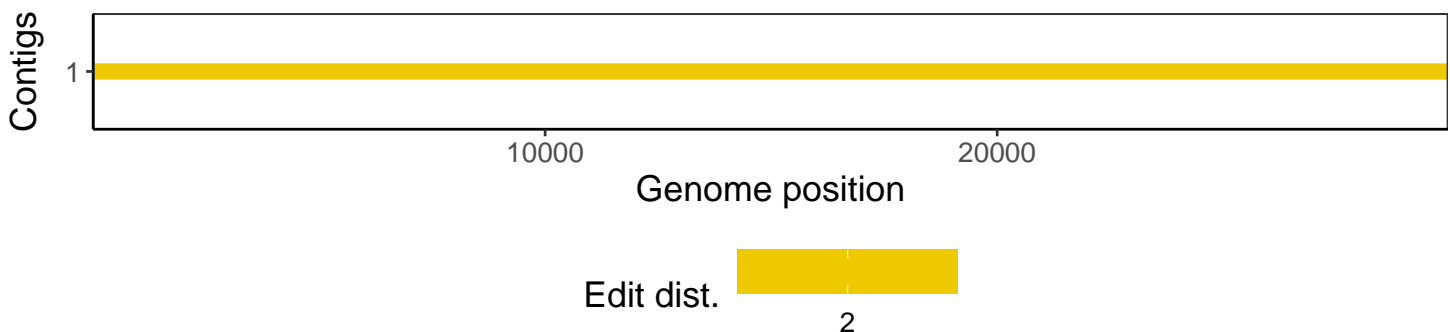 Contigs
1
10000 20000
Genome position
Edit dist.
2